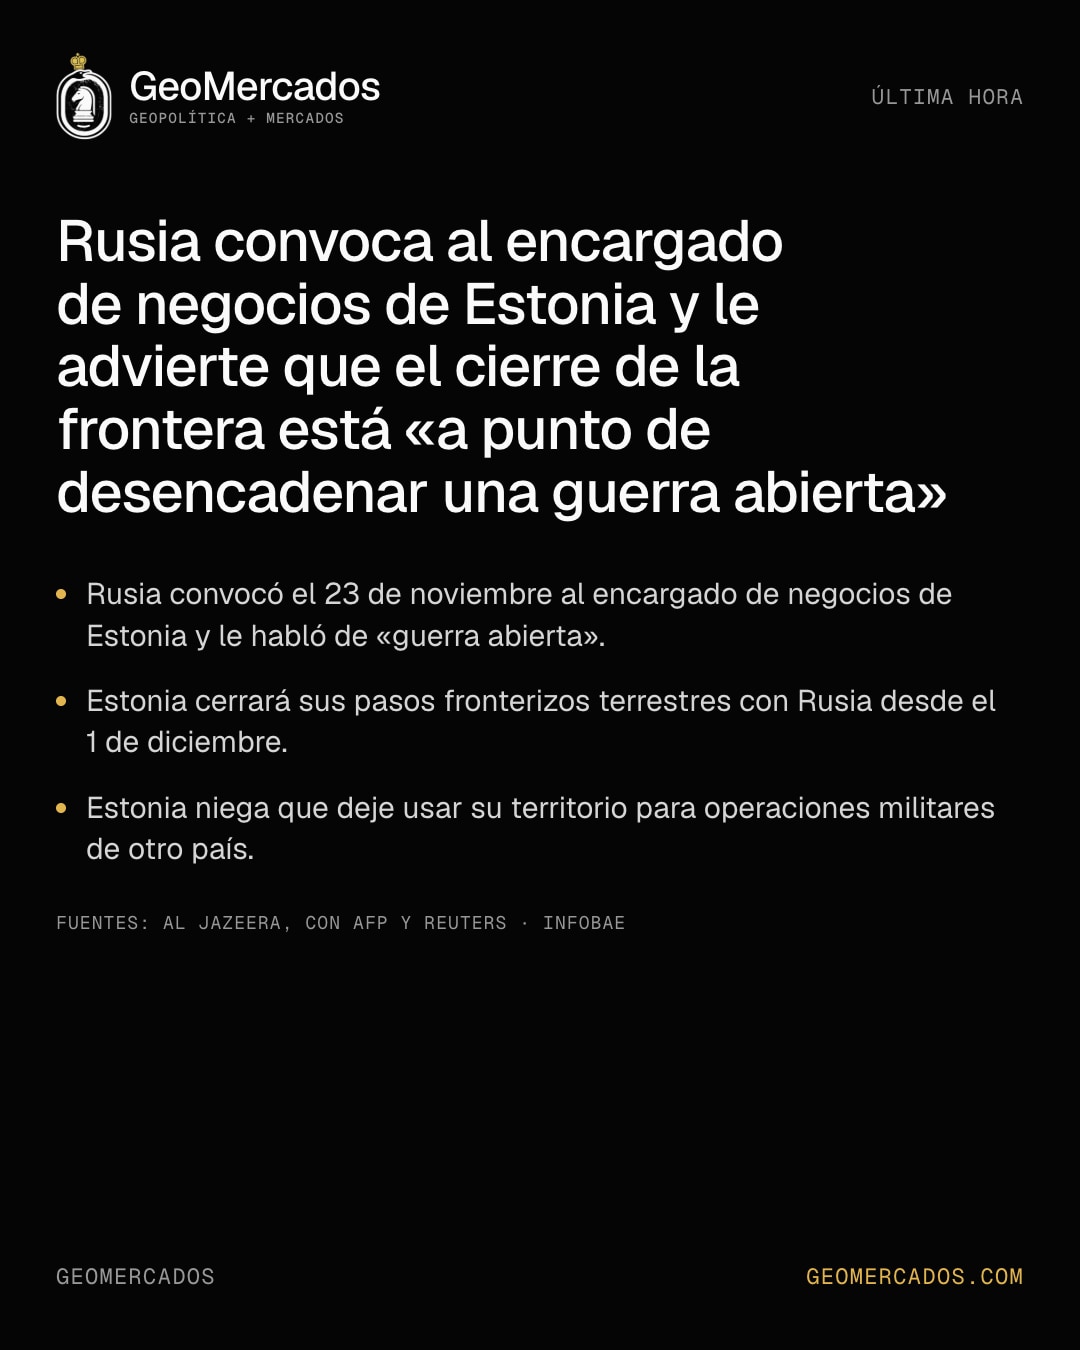 GeoMercados
GEOPOLÍTICA + MERCADOS
ÚLTIMA HORA
Rusia convoca al encargado
de negocios de Estonia y le
advierte que el cierre de la
frontera está «a punto de
desencadenar una guerra abierta»
• Rusia convocó el 23 de noviembre al encargado de negocios de
Estonia y le habló de «guerra abierta».
• Estonia cerrará sus pasos fronterizos terrestres con Rusia desde el
1 de diciembre.
• Estonia niega que deje usar su territorio para operaciones militares
de otro país.
FUENTES: AL JAZEERA, CON AFP Y REUTERS · INFOBAE
GEOMERCADOS
GEOMERCADOS.COM